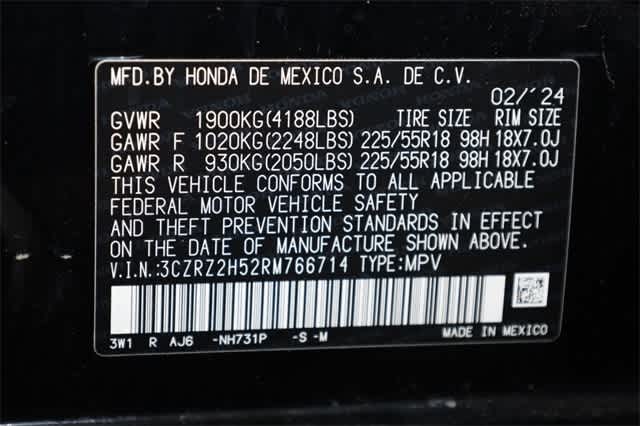 MFD.BY HONDA DE MEXICO S.A. DE C.V.
02/'24
GVWR 1900KG(4188LBS) TIRE SIZE RIM SIZE
GAWR F 1020KG(2248LBS) 225/55R18 98H 18X7.0J
GAWR R 930KG(2050LBS) 225/55R18 98H 18X7.0J
THIS VEHICLE CONFORMS TO ALL APPLICABLE
FEDERAL MOTOR VEHICLE SAFETY
AND THEFT PREVENTION STANDARDS IN EFFECT
ON THE DATE OF MANUFACTURE SHOWN ABOVE.
V.I.N.:3CZRZ2H52RM766714 TYPE:MPV
3W1 R AJ6 -NH731P -S -M MADE IN MEXICO